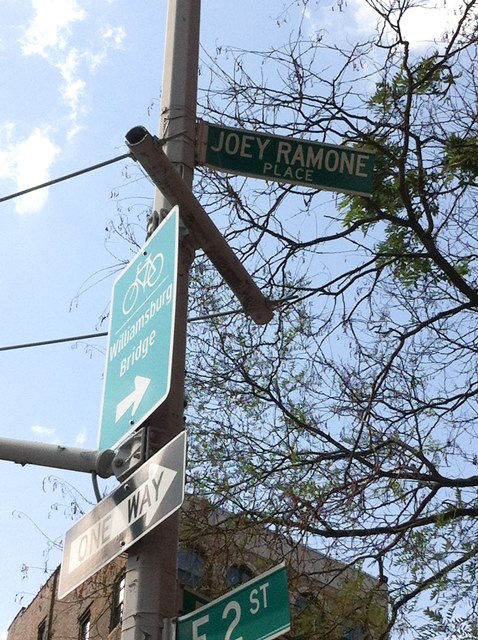 JOEY RAMONE
PLACE
Williamsburg
Bridge
ONE WAY
E 2 ST